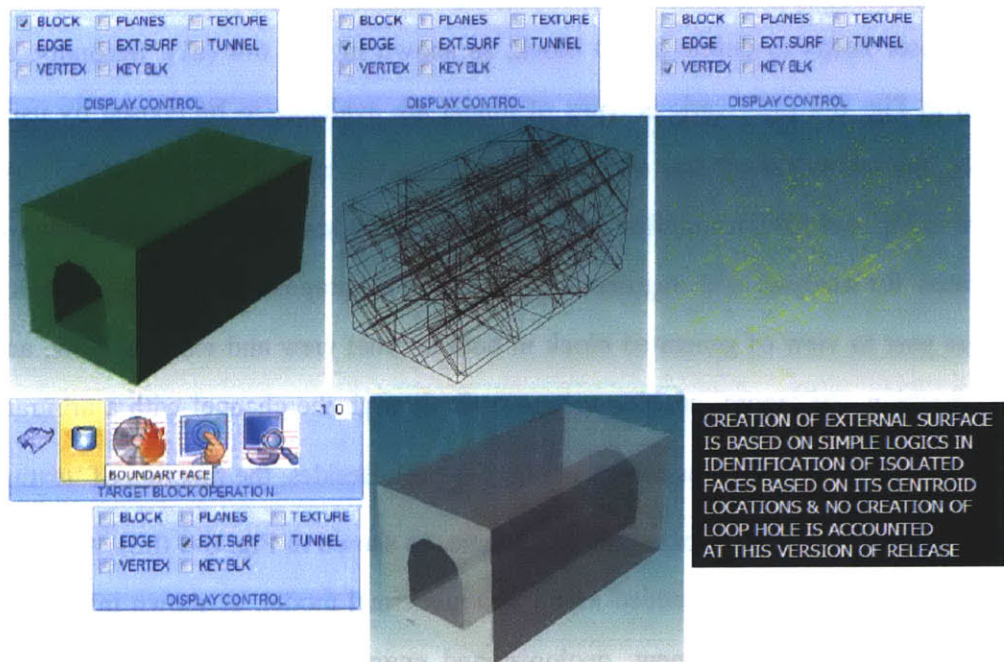 BLOCK PLANES TEXTURE
EDGE EXT.SURF TUNNEL
VERTEX KEY BLK
DISPLAY CONTROL
BLOCK PLANES TEXTURE
EDGE EXT.SURF TUNNEL
VERTEX KEY BLK
DISPLAY CONTROL
BLOCK PLANES TEXTURE
EDGE EXT.SURF TUNNEL
VERTEX KEY BLK
DISPLAY CONTROL
-1 0
BOUNDARY FACE
TARGET BLOCK OPERATION
BLOCK PLANES TEXTURE
EDGE EXT.SURF TUNNEL
VERTEX KEY BLK
DISPLAY CONTROL
CREATION OF EXTERNAL SURFACE
IS BASED ON SIMPLE LOGICS IN
IDENTIFICATION OF ISOLATED
FACES BASED ON ITS CENTROID
LOCATIONS & NO CREATION OF
LOOP HOLE IS ACCOUNTED
AT THIS VERSION OF RELEASE